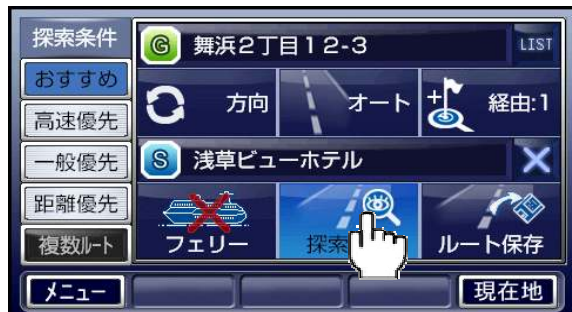 探索条件
G 舞浜2丁目12-3 LIST
おすすめ
方向 オート 経由:1
高速優先
一般優先
S 浅草ビューホテル
距離優先
フェリー 探索 ルート保存
複数ルート
メニュー 現在地